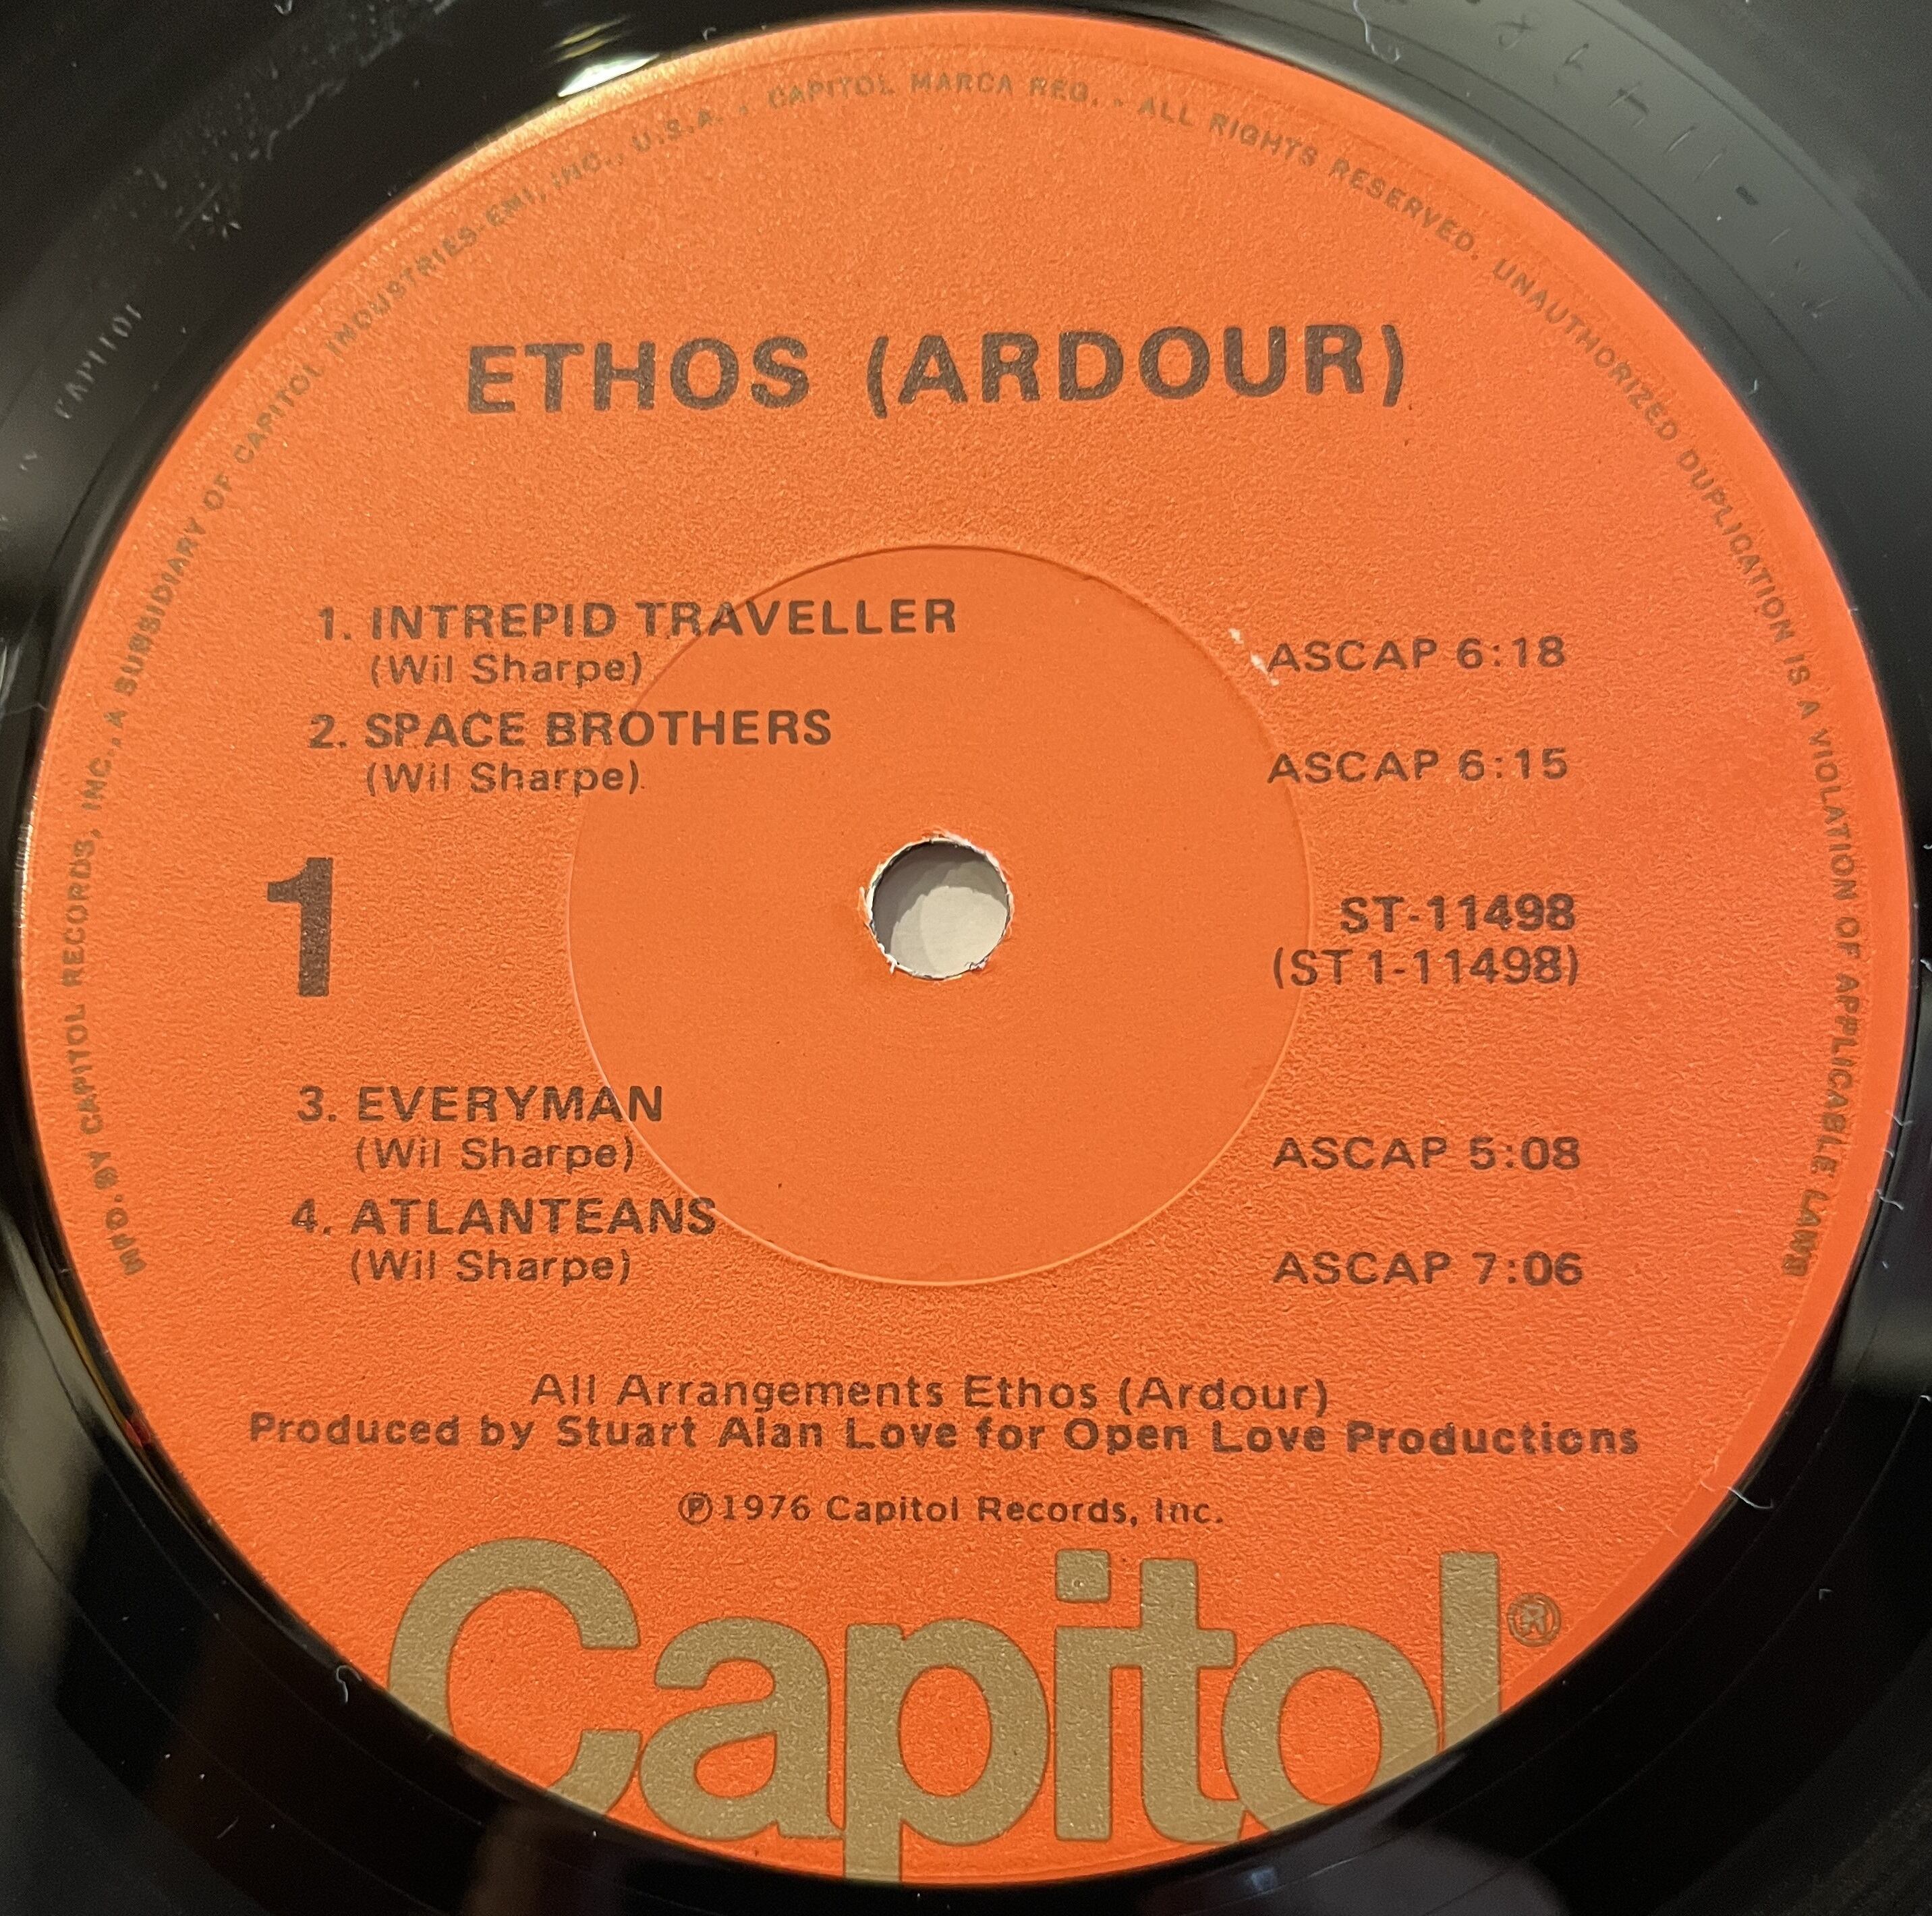 MFD. BY CAPITOL RECORDS, INC., A SUBSIDIARY OF CAPITOL INDUSTRIES-EMI, INC., U.S.A. • CAPITOL MARCA REG. • ALL RIGHTS RESERVED. UNAUTHORIZED DUPLICATION IS A VIOLATION OF APPLICABLE LAWS
ETHOS (ARDOUR)
1. INTREPID TRAVELLER
(Wil Sharpe) ASCAP 6:18
2. SPACE BROTHERS
(Wil Sharpe) ASCAP 6:15
1
ST-11498
(ST 1-11498)
3. EVERYMAN
(Wil Sharpe) ASCAP 5:08
4. ATLANTEANS
(Wil Sharpe) ASCAP 7:06
All Arrangements Ethos (Ardour)
Produced by Stuart Alan Love for Open Love Productions
℗1976 Capitol Records, Inc.
Capitol®
CAPITOL